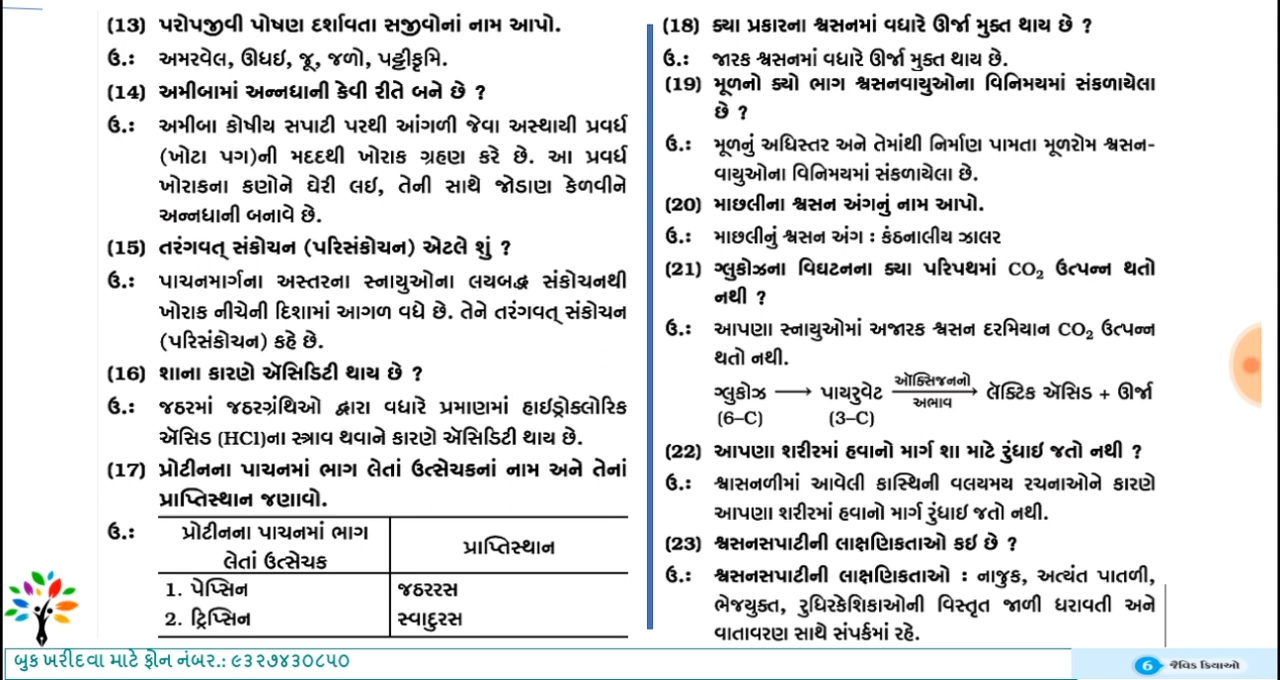 (13) પરોપજીવી પોષણ દર્શાવતા સજીવોનાં નામ આપો.
ઉ.: અમરવેલ, ઊધઇ, જૂ, જળો, પટ્ટીકૃમિ.
(14) અમીબામાં અન્નધાની કેવી રીતે બને છે ?
ઉ.: અમીબા કોષીય સપાટી પરથી આંગળી જેવા અસ્થાયી પ્રવર્ધ
(ખોટા પગ)ની મદદથી ખોરાક ગ્રહણ કરે છે. આ પ્રવર્ધ
ખોરાકના કણોને ઘેરી લઇ, તેની સાથે જોડાણ કેળવીને
અન્નધાની બનાવે છે.
(15) તરંગવત્ સંકોચન (પરિસંકોચન) એટલે શું ?
ઉ.: પાચનમાર્ગના અસ્તરના સ્નાયુઓના લયબદ્ધ સંકોચનથી
ખોરાક નીચેની દિશામાં આગળ વધે છે. તેને તરંગવત્ સંકોચન
(પરિસંકોચન) કહે છે.
(16) શાના કારણે ઍસિડિટી થાય છે ?
ઉ.: જઠરમાં જઠરગ્રંથિઓ દ્વારા વધારે પ્રમાણમાં હાઈડ્રોક્લોરિક
ઍસિડ (HCl)ના સ્ત્રાવ થવાને કારણે ઍસિડિટી થાય છે.
(17) પ્રોટીનના પાચનમાં ભાગ લેતાં ઉત્સેચકનાં નામ અને તેનાં
પ્રાપ્તિસ્થાન જણાવો.
ઉ.: પ્રોટીનના પાચનમાં ભાગ
લેતાં ઉત્સેચક
પ્રાપ્તિસ્થાન
1. પેપ્સિન જઠરરસ
2. ટ્રિપ્સિન સ્વાદુરસ
(18) ક્યા પ્રકારના શ્વસનમાં વધારે ઊર્જા મુક્ત થાય છે ?
ઉ.: જારક શ્વસનમાં વધારે ઊર્જા મુક્ત થાય છે.
(19) મૂળનો ક્યો ભાગ શ્વસનવાયુઓના વિનિમયમાં સંકળાયેલા
છે ?
ઉ.: મૂળનું અધિસ્તર અને તેમાંથી નિર્માણ પામતા મૂળરોમ શ્વસન-
વાયુઓના વિનિમયમાં સંકળાયેલા છે.
(20) માછલીના શ્વસન અંગનું નામ આપો.
ઉ.: માછલીનું શ્વસન અંગ : કંઠનાલીય ઝાલર
(21) ગ્લુકોઝના વિઘટનના ક્યા પરિપથમાં CO₂ ઉત્પન્ન થતો
નથી ?
ઉ.: આપણા સ્નાયુઓમાં અજારક શ્વસન દરમિયાન CO₂ ઉત્પન્ન
થતો નથી.
ગ્લુકોઝ ⟶ પાયરુવેટ ઑક્સિજનનો અભાવ ⟶ લૅક્ટિક ઍસિડ + ઊર્જા
(6–C) (3–C)
(22) આપણા શરીરમાં હવાનો માર્ગ શા માટે રુંધાઇ જતો નથી ?
ઉ.: શ્વાસનળીમાં આવેલી કાસ્થિની વલયમય રચનાઓને કારણે
આપણા શરીરમાં હવાનો માર્ગ રુંધાઇ જતો નથી.
(23) શ્વસનસપાટીની લાક્ષણિકતાઓ કઇ છે ?
ઉ.: શ્વસનસપાટીની લાક્ષણિકતાઓ : નાજુક, અત્યંત પાતળી,
ભેજયુક્ત, રુધિરકેશિકાઓની વિસ્તૃત જાળી ધરાવતી અને
વાતાવરણ સાથે સંપર્કમાં રહે.
બુક ખરીદવા માટે ફોન નંબર.: ૯૩૨૭૪૩૦૮૫૦
6 જૈવિક ક્રિયાઓ